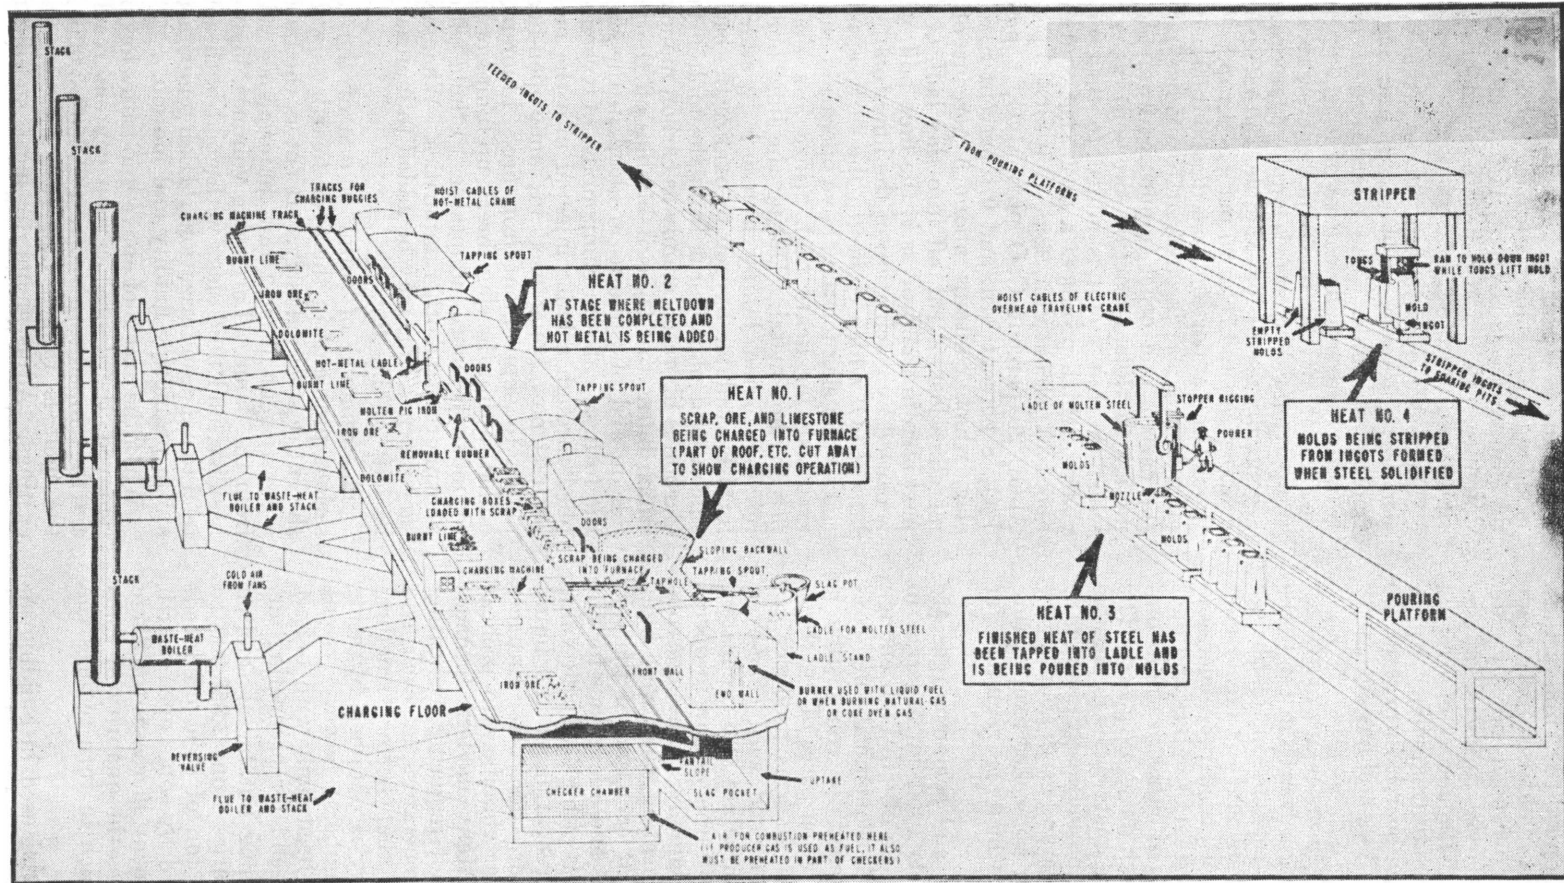 STACK
STACK
STACK
TEEMED INGOTS TO STRIPPER
FROM POURING PLATFORMS
TRACKS FOR
CHARGING BUGGIES
HOIST CABLES OF
HOT-METAL CRANE
CHARGING MACHINE TRACK
BURNT LIME
DOORS
TAPPING SPOUT
IRON ORE
DOLOMITE
HEAT NO. 2
AT STAGE WHERE MELTDOWN
HAS BEEN COMPLETED AND
HOT METAL IS BEING ADDED
HOT-METAL LADLE
DOORS
BURNT LIME
MOLTEN PIG IRON
TAPPING SPOUT
IRON ORE
REMOVABLE RUNNER
DOLOMITE
HEAT NO. 1
SCRAP, ORE, AND LIMESTONE
BEING CHARGED INTO FURNACE
(PART OF ROOF, ETC. CUT AWAY
TO SHOW CHARGING OPERATION)
STRIPPER
TONGS
RAM TO HOLD DOWN INGOT
WHILE TONGS LIFT MOLD
MOLD
INGOT
EMPTY
STRIPPED
MOLDS
STRIPPED INGOTS
TO SOAKING PITS
HEAT NO. 4
MOLDS BEING STRIPPED
FROM INGOTS FORMED
WHEN STEEL SOLIDIFIED
HOIST CABLES OF ELECTRIC
OVERHEAD TRAVELING CRANE
LADLE OF MOLTEN STEEL
STOPPER RIGGING
POURER
MOLDS
NOZZLE
MOLDS
HEAT NO. 3
FINISHED HEAT OF STEEL HAS
BEEN TAPPED INTO LADLE AND
IS BEING POURED INTO MOLDS
POURING
PLATFORM
FLUE TO WASTE-HEAT
BOILER AND STACK
CHARGING BOXES
LOADED WITH SCRAP
DOORS
BURNT LIME
CHARGING MACHINE
SCRAP BEING CHARGED
INTO FURNACE
TAPHOLE
SLOPING BACKWALL
TAPPING SPOUT
SLAG POT
LADLE FOR MOLTEN STEEL
LADLE STAND
COLD AIR
FROM FANS
WASTE-HEAT
BOILER
IRON ORE
FRONT WALL
END WALL
BURNER USED WITH LIQUID FUEL
OR WHEN BURNING NATURAL GAS
OR COKE OVEN GAS
CHARGING FLOOR
REVERSING
VALVE
FLUE TO WASTE-HEAT
BOILER AND STACK
FANTAIL
SLOPE
CHECKER CHAMBER
SLAG POCKET
UPTAKE
AIR FOR COMBUSTION PREHEATED HERE
(IF PRODUCER GAS IS USED AS FUEL, IT ALSO
MUST BE PREHEATED IN PART OF CHECKERS)